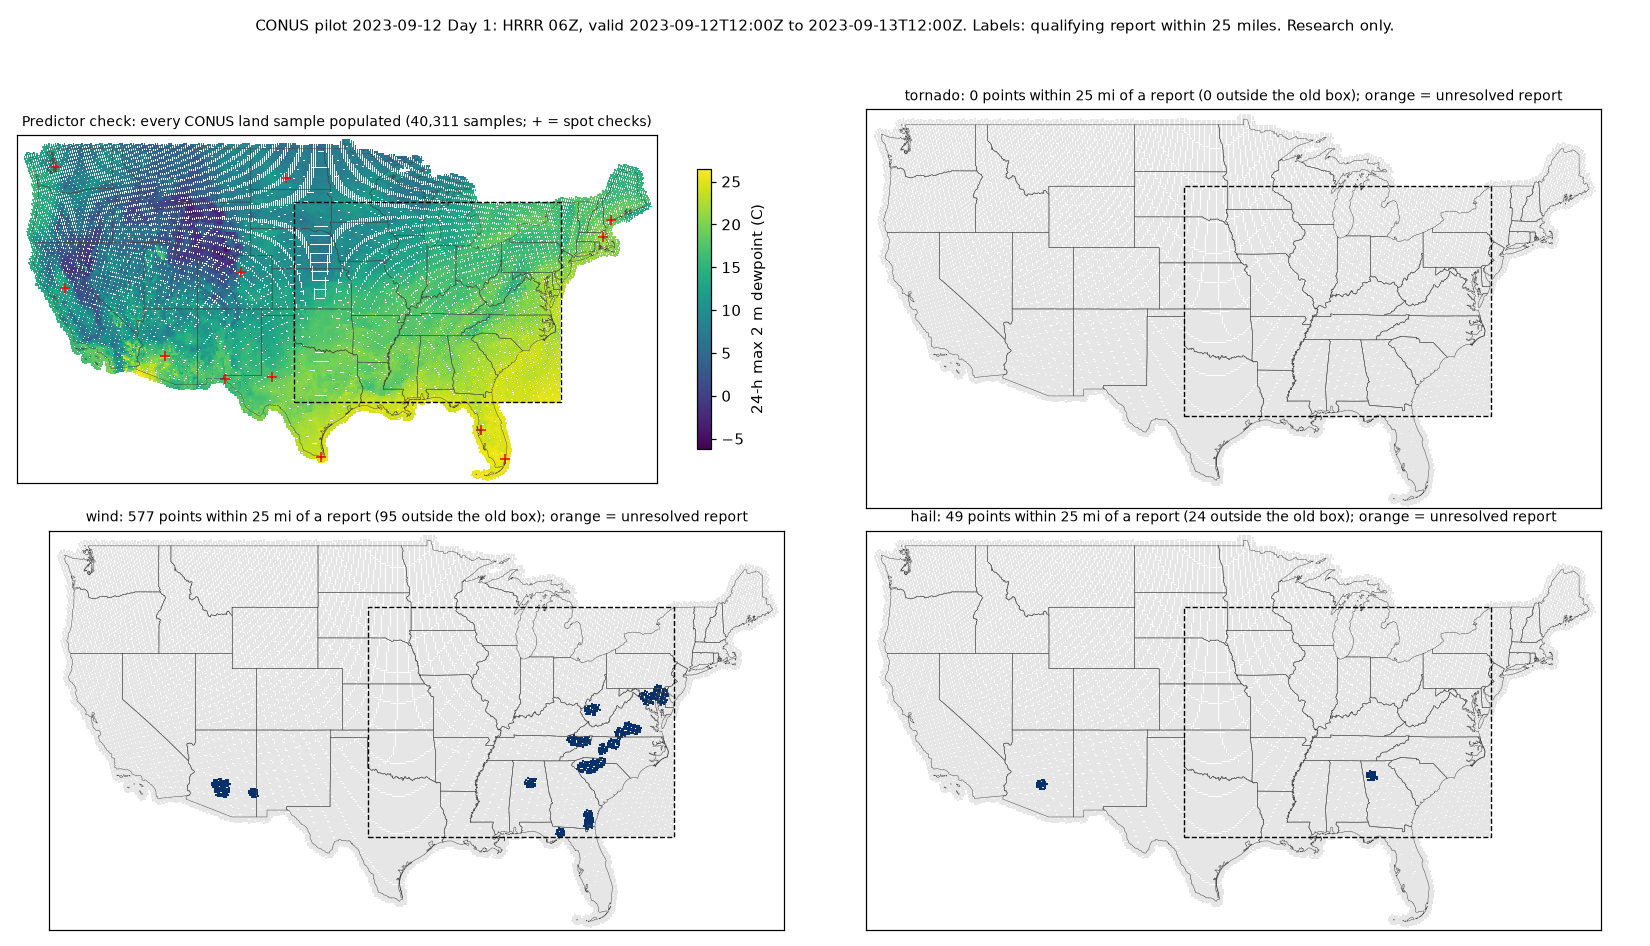 CONUS pilot 2023-09-12 Day 1: HRRR 06Z, valid 2023-09-12T12:00Z to 2023-09-13T12:00Z. Labels: qualifying report within 25 miles. Research only.
Predictor check: every CONUS land sample populated (40,311 samples; + = spot checks)
25
20
15
10
5
0
−5
24-h max 2 m dewpoint (C)
tornado: 0 points within 25 mi of a report (0 outside the old box); orange = unresolved report
wind: 577 points within 25 mi of a report (95 outside the old box); orange = unresolved report
hail: 49 points within 25 mi of a report (24 outside the old box); orange = unresolved report